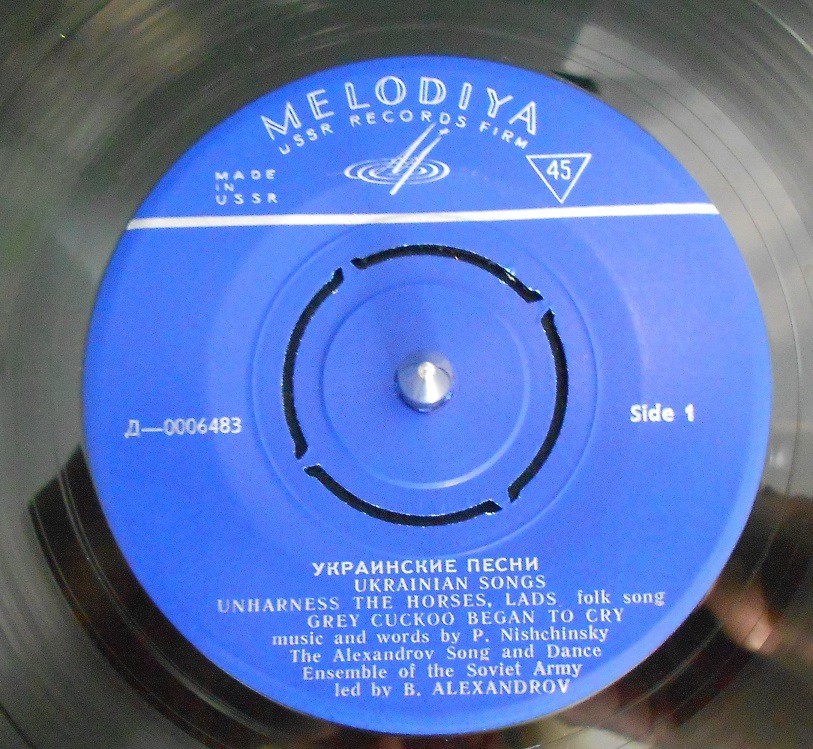 MELODIYA
USSR RECORDS FIRM
MADE
IN
USSR
45
Д—0006483
Side 1
УКРАИНСКИЕ ПЕСНИ
UKRAINIAN SONGS
UNHARNESS THE HORSES, LADS folk song
GREY CUCKOO BEGAN TO CRY
music and words by P. Nishchinsky
The Alexandrov Song and Dance
Ensemble of the Soviet Army
led by B. ALEXANDROV